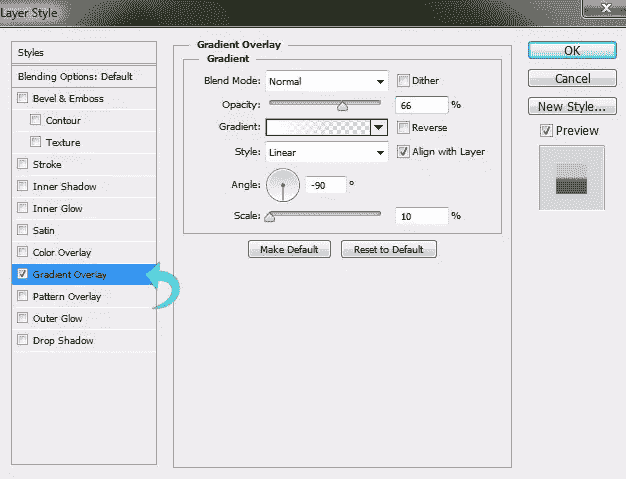 Layer Style
Styles
Blending Options: Default
Bevel & Emboss
Contour
Texture
Stroke
Inner Shadow
Inner Glow
Satin
Color Overlay
Gradient Overlay
Pattern Overlay
Outer Glow
Drop Shadow
Gradient Overlay
Gradient
Blend Mode: Normal Dither
Opacity: 66 %
Gradient: Reverse
Style: Linear Align with Layer
Angle: -90 °
Scale: 10 %
Make Default Reset to Default
OK
Cancel
New Style...
Preview